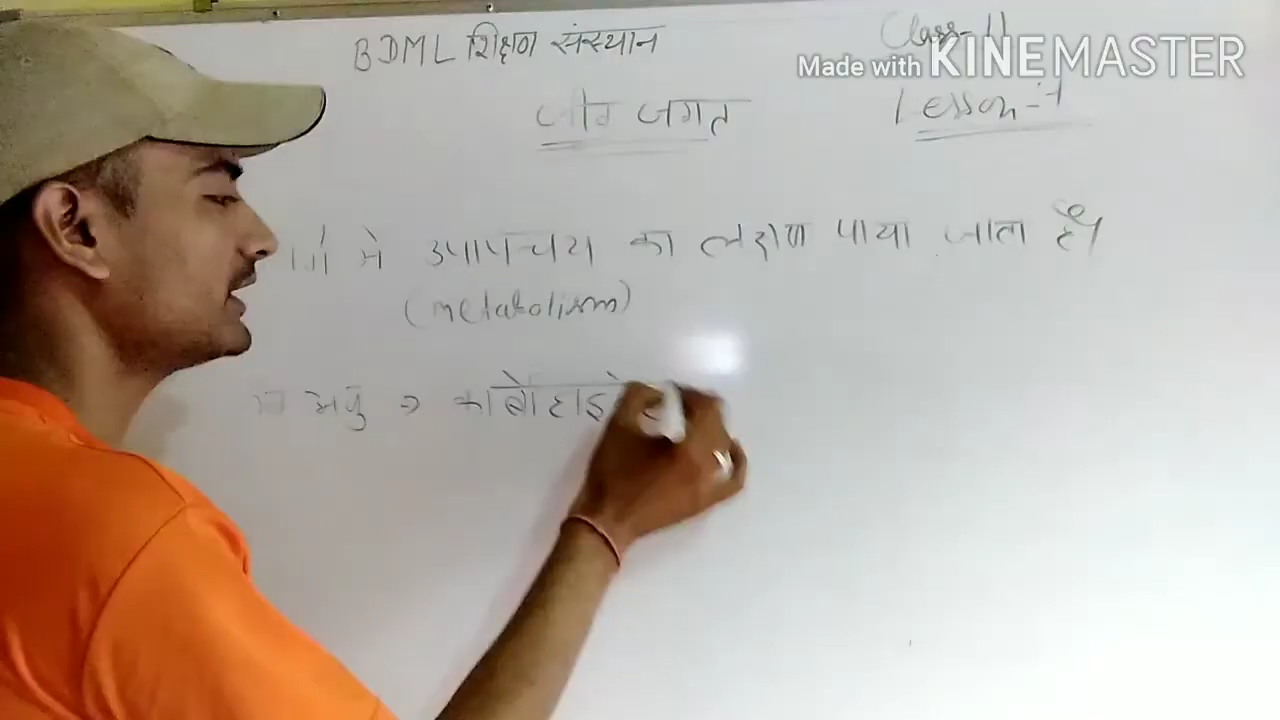 BDML शिक्षण संस्थान
Class-11
Made with KINEMASTER
जीव जगत
Lesson-1
मे उपापचय का लक्षण पाया जाता है।
(metabolism)
अणु → कार्बोहाइ